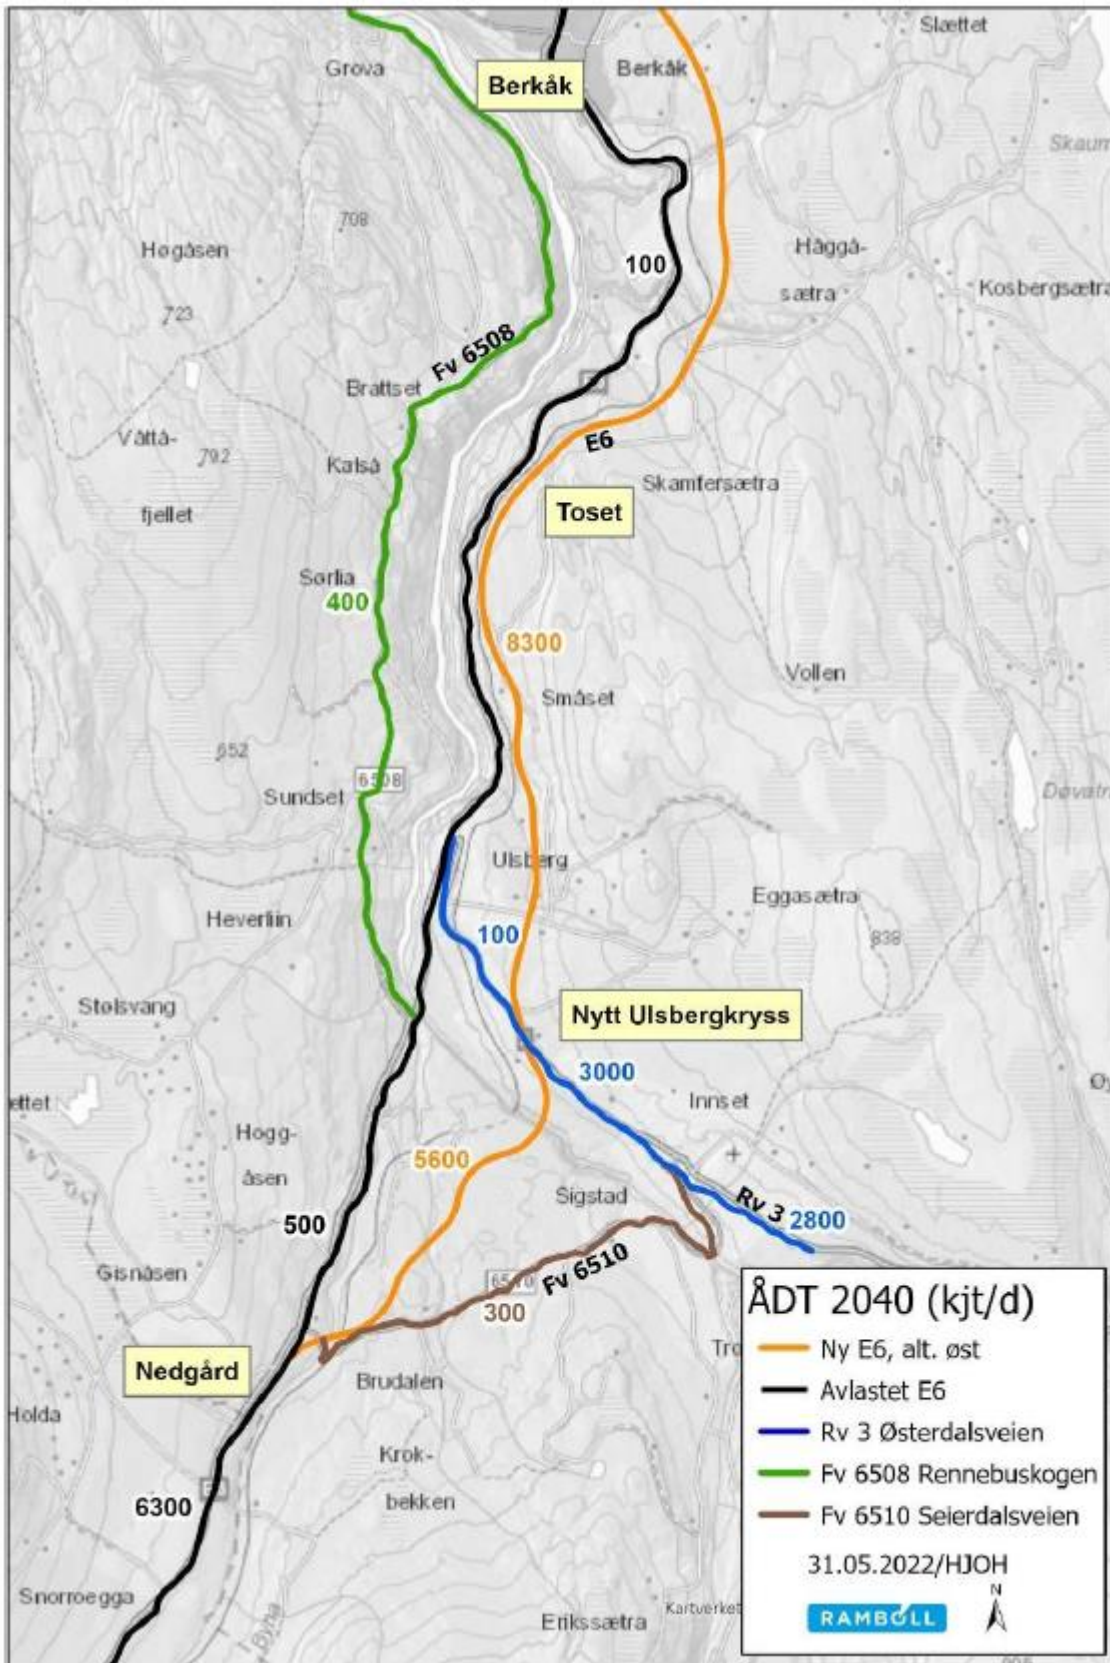 Slættet
Grova
Berkåk
Berkåk
708
Høgåsen
Håggå-
sætra
100
Kosbergsætra
723
Fv 6508
Brattset
E6
Våttå-
fjellet
792
Kalså
Skamfersætra
Toset
Sørlia
400
8300
Vollen
Småset
652
6508
Sundset
Ulsberg
Eggasætra
Heverliin
100
838
Stølsvang
Nytt Ulsbergkryss
3000
Innset
Hogg-
åsen
5600
Sigstad
Rv 3
2800
500
Gisnåsen
Fv 6510
6510
300
Nedgård
Brudalen
Holda
Krok-
bekken
6300
Snorroegga
Byna
Erikssætra
Kartverket
ÅDT 2040 (kjt/d)
Ny E6, alt. øst
Avlastet E6
Rv 3 Østerdalsveien
Fv 6508 Rennebuskogen
Fv 6510 Seierdalsveien
31.05.2022/HJOH
N
RAMBOLL